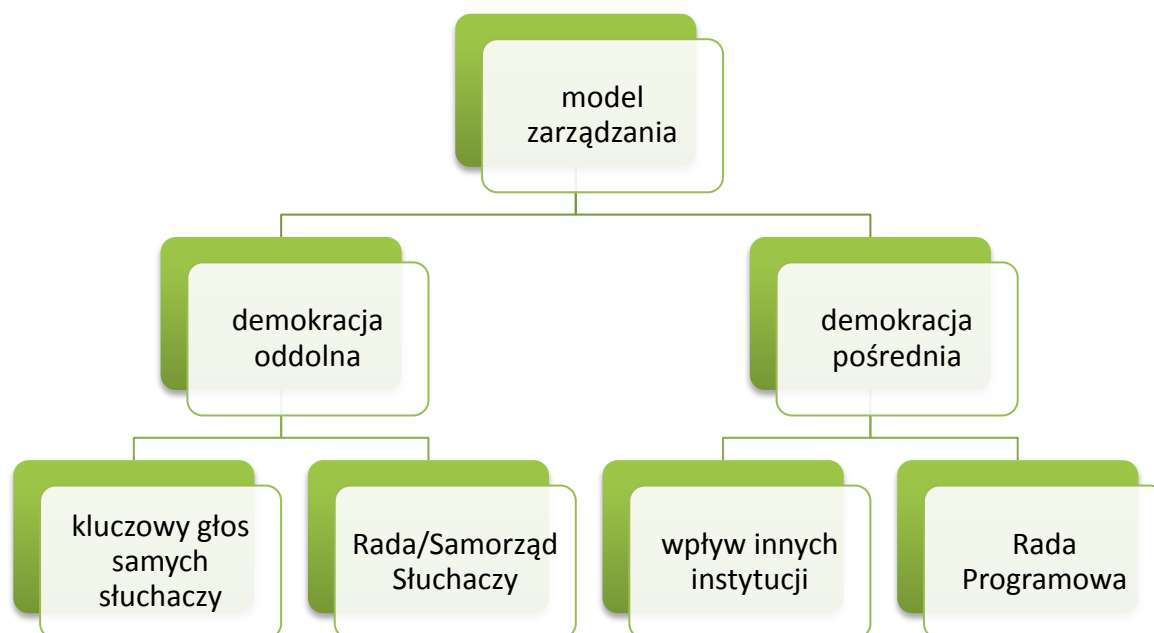 model
zarządzania
demokracja
oddolna
demokracja
pośrednia
kluczowy głos
samych
słuchaczy
Rada/Samorząd
Słuchaczy
wpływ innych
instytucji
Rada
Programowa